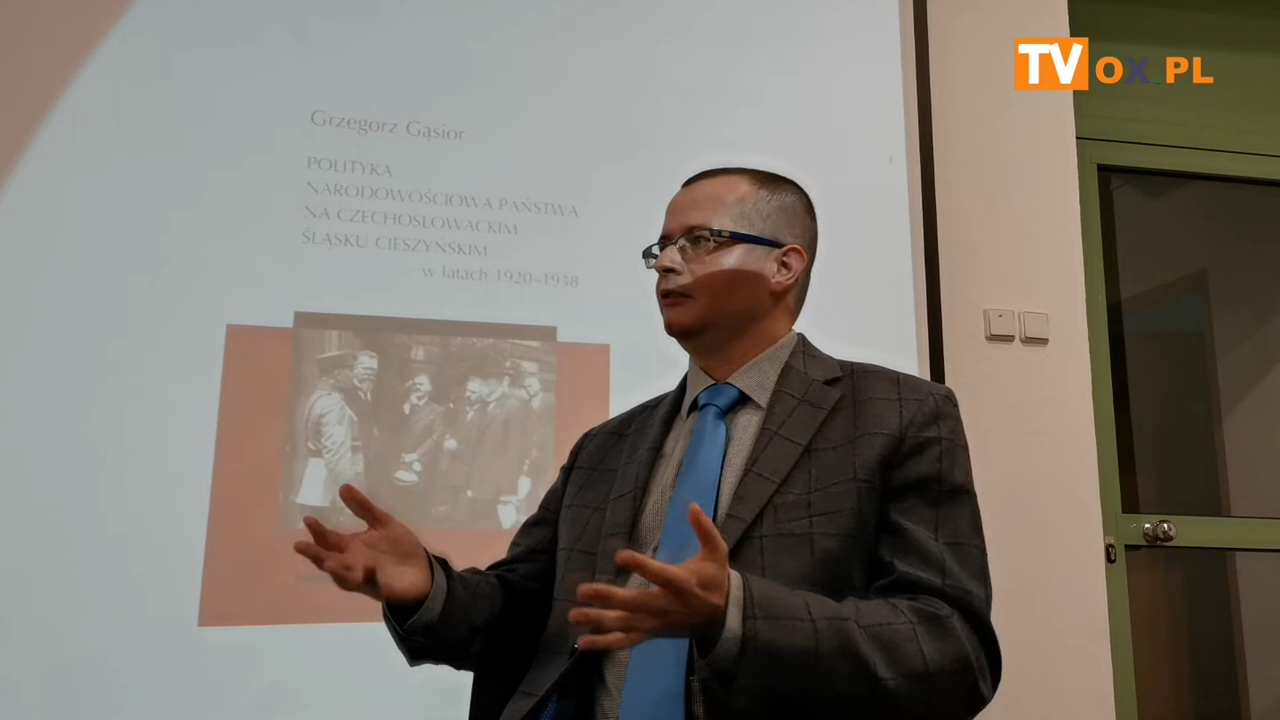 TVOX.PL
Grzegorz Gąsior
POLITYKA
NARODOWOŚCIOWA PAŃSTWA
NA CZECHOSŁOWACKIM
ŚLĄSKU CIESZYŃSKIM
w latach 1920–1938